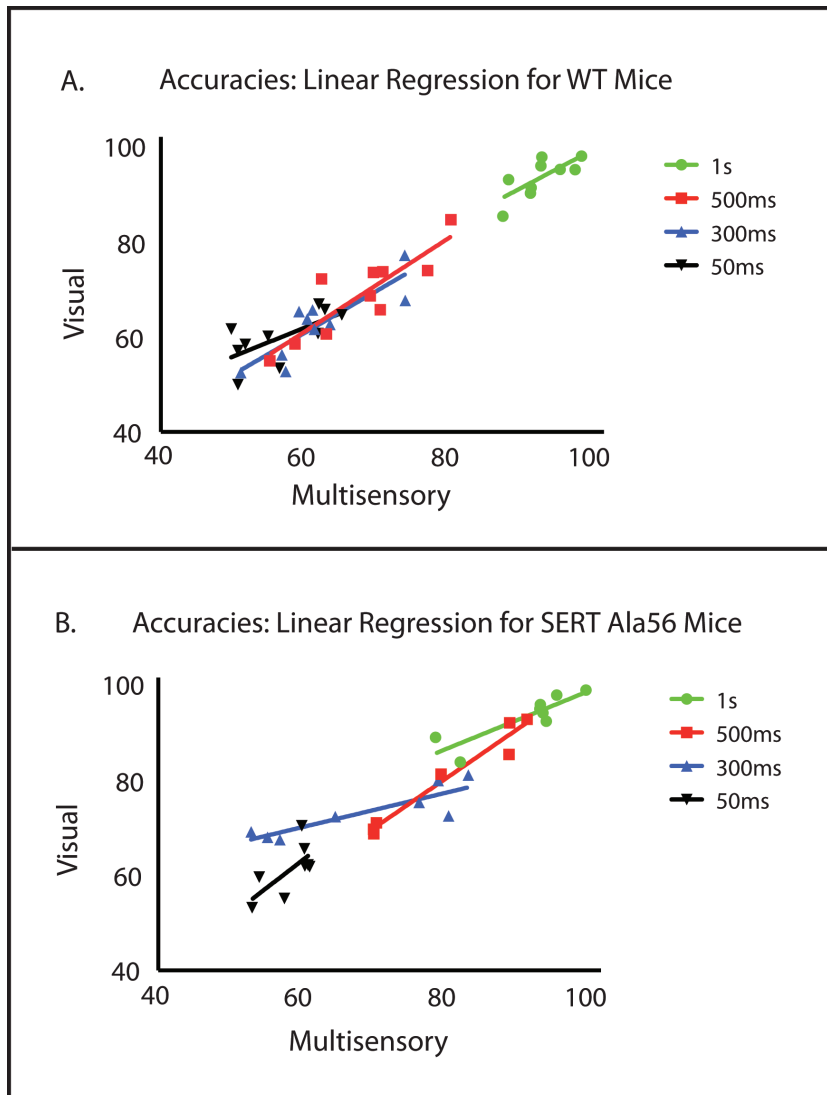 A. Accuracies: Linear Regression for WT Mice
100
80
60
40
Visual
40 60 80 100
Multisensory
1s
500ms
300ms
50ms
B. Accuracies: Linear Regression for SERT Ala56 Mice
100
80
60
40
Visual
40 60 80 100
Multisensory
1s
500ms
300ms
50ms